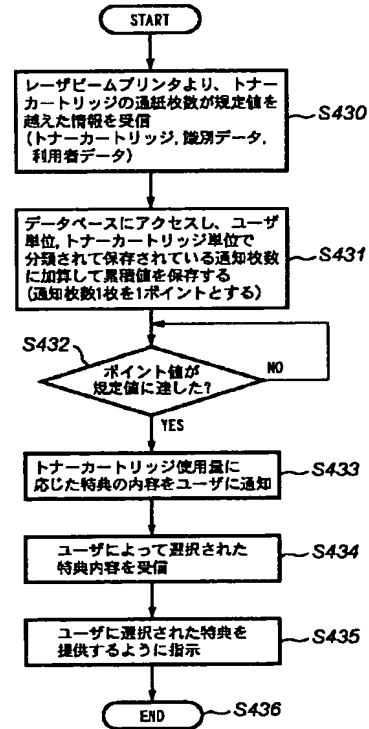 START
レーザビームプリンタより、トナー
カートリッジの通紙枚数が規定値を
越えた情報を受信
(トナーカートリッジ,識別データ,
利用者データ)
S430
データベースにアクセスし、ユーザ
単位,トナーカートリッジ単位で
分類されて保存されている通知枚数
に加算して累積値を保存する
(通知枚数1枚を1ポイントとする)
S431
S432
ポイント値が
規定値に達した?
NO
YES
トナーカートリッジ使用量に
応じた特典の内容をユーザに通知
S433
ユーザによって選択された
特典内容を受信
S434
ユーザに選択された特典を
提供するように指示
S435
END
S436